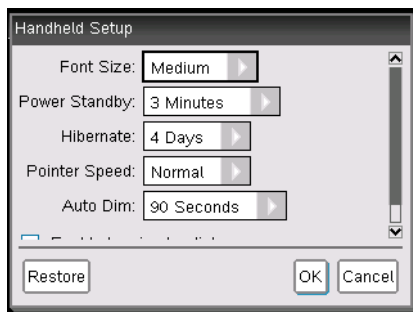 Handheld Setup
Font Size: Medium
Power Standby: 3 Minutes
Hibernate: 4 Days
Pointer Speed: Normal
Auto Dim: 90 Seconds
Restore OK Cancel